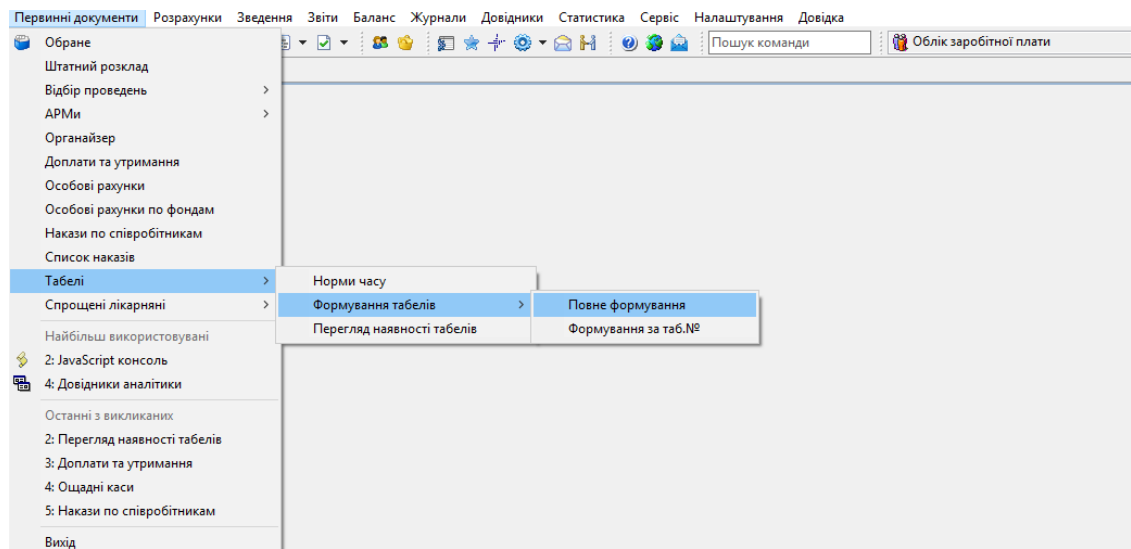 Первинні документи Розрахунки Зведення Звіти Баланс Журнали Довідники Статистика Сервіс Налаштування Довідка
Пошук команди
Облік заробітної плати
Обране
Штатний розклад
Відбір проведень
АРМи
Органайзер
Доплати та утримання
Особові рахунки
Особові рахунки по фондам
Накази по співробітникам
Список наказів
Табелі
Спрощені лікарняні
Норми часу
Формування табелів
Перегляд наявності табелів
Повне формування
Формування за таб.№
Найбільш використовувані
2: JavaScript консоль
4: Довідники аналітики
Останні з викликаних
2: Перегляд наявності табелів
3: Доплати та утримання
4: Ощадні каси
5: Накази по співробітникам
Вихід